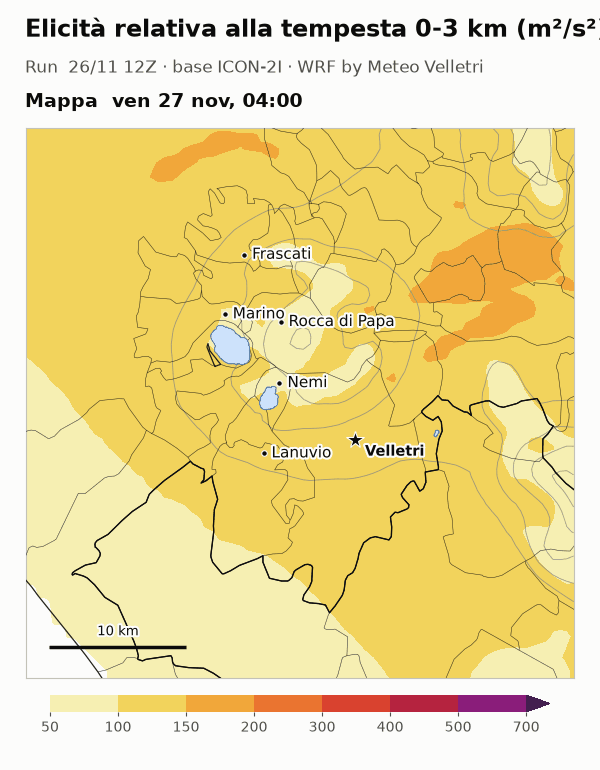 Elicità relativa alla tempesta 0-3 km (m²/s²)
Run 26/11 12Z · base ICON-2I · WRF by Meteo Velletri
Mappa ven 27 nov, 04:00
Frascati
Marino
Rocca di Papa
Nemi
Velletri
Lanuvio
10 km
50 100 150 200 300 400 500 700